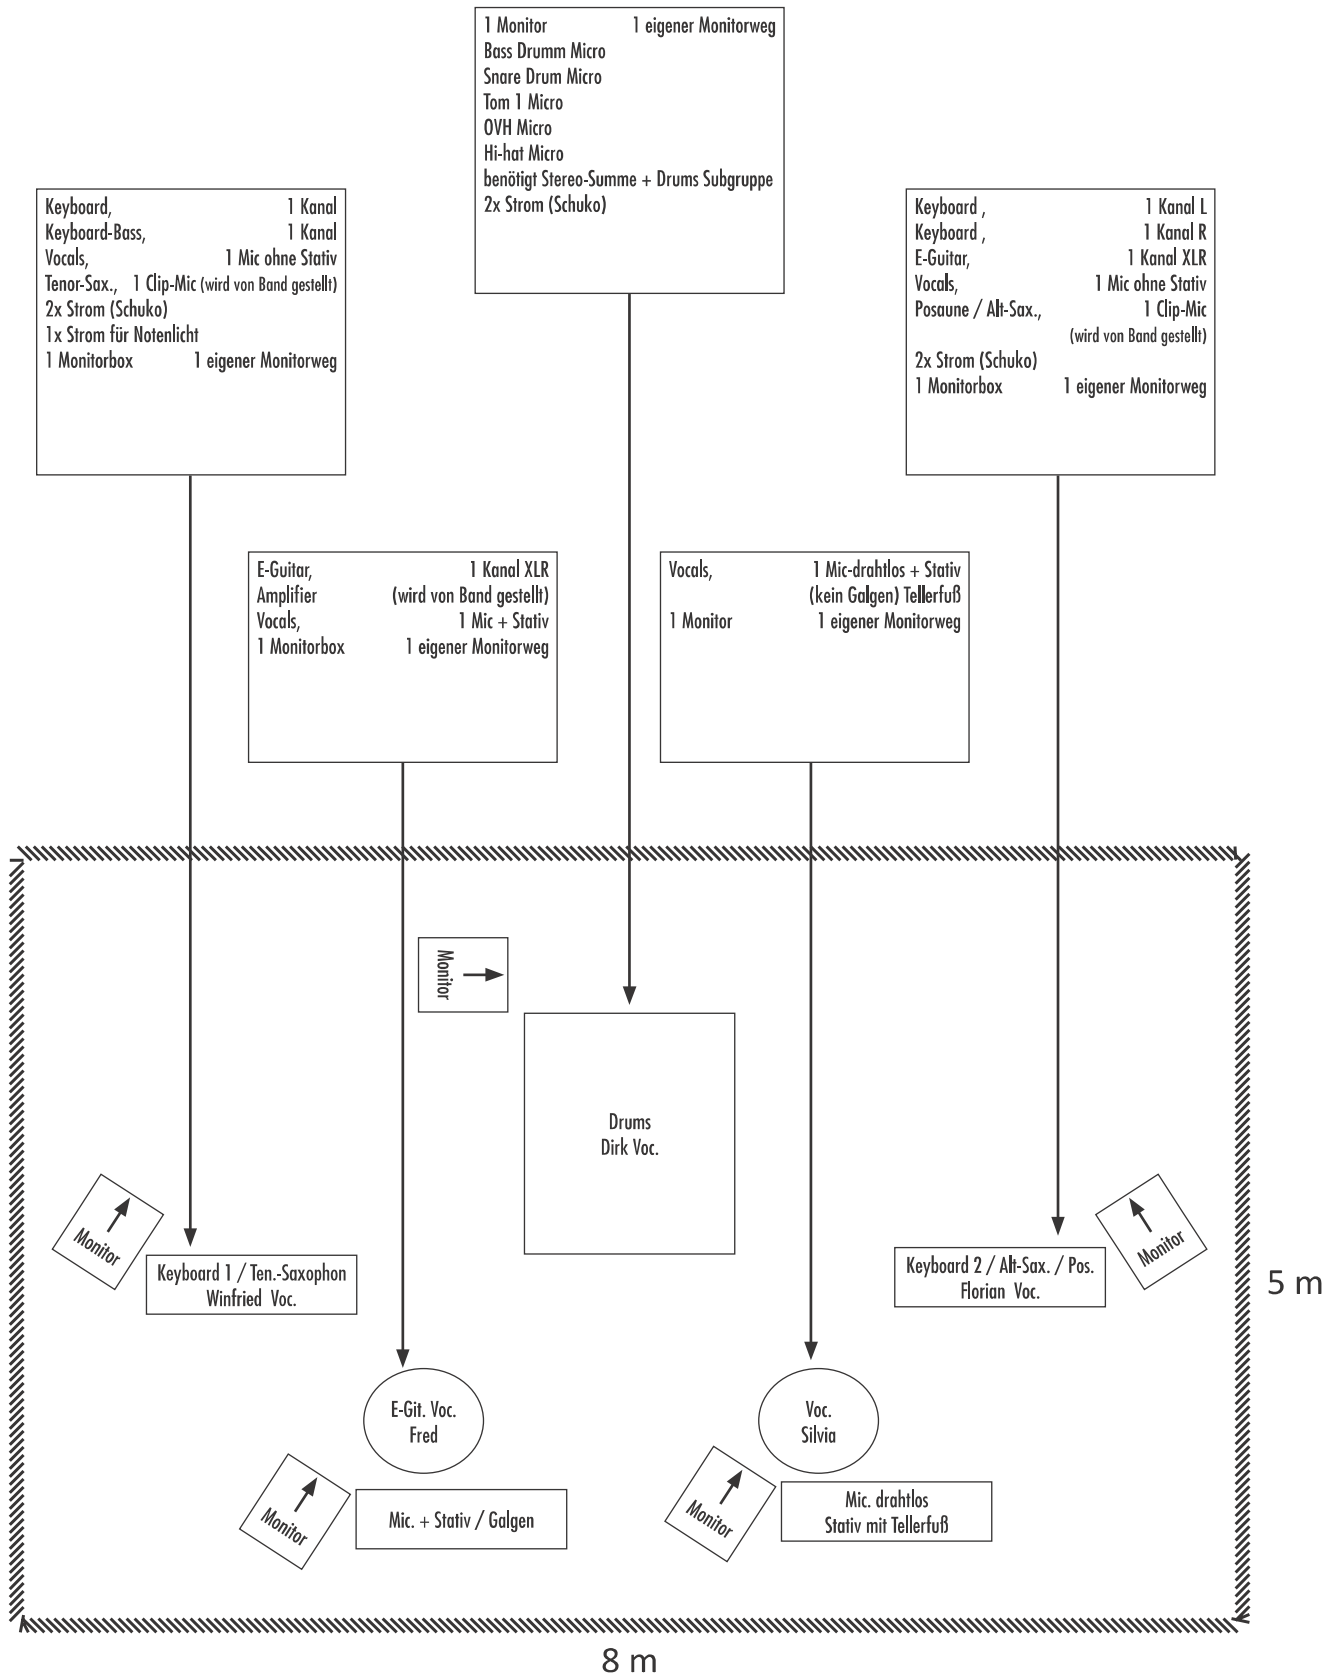 1 Monitor 1 eigener Monitorweg
Bass Drumm Micro
Snare Drum Micro
Tom 1 Micro
OVH Micro
Hi-hat Micro
benötigt Stereo-Summe + Drums Subgruppe
2x Strom (Schuko)
Keyboard, 1 Kanal
Keyboard-Bass, 1 Kanal
Vocals, 1 Mic ohne Stativ
Tenor-Sax., 1 Clip-Mic (wird von Band gestellt)
2x Strom (Schuko)
1x Strom für Notenlicht
1 Monitorbox 1 eigener Monitorweg
Keyboard , 1 Kanal L
Keyboard , 1 Kanal R
E-Guitar, 1 Kanal XLR
Vocals, 1 Mic ohne Stativ
Posaune / Alt-Sax., 1 Clip-Mic
(wird von Band gestellt)
2x Strom (Schuko)
1 Monitorbox 1 eigener Monitorweg
E-Guitar, 1 Kanal XLR
Amplifier (wird von Band gestellt)
Vocals, 1 Mic + Stativ
1 Monitorbox 1 eigener Monitorweg
Vocals, 1 Mic-drahtlos + Stativ
(kein Galgen) Tellerfuß
1 Monitor 1 eigener Monitorweg
Monitor
Drums
Dirk Voc.
Monitor
Keyboard 1 / Ten.-Saxophon
Winfried Voc.
Keyboard 2 / Alt-Sax. / Pos.
Florian Voc.
Monitor
5 m
E-Git. Voc.
Fred
Voc.
Silvia
Monitor
Mic. + Stativ / Galgen
Monitor
Mic. drahtlos
Stativ mit Tellerfuß
8 m